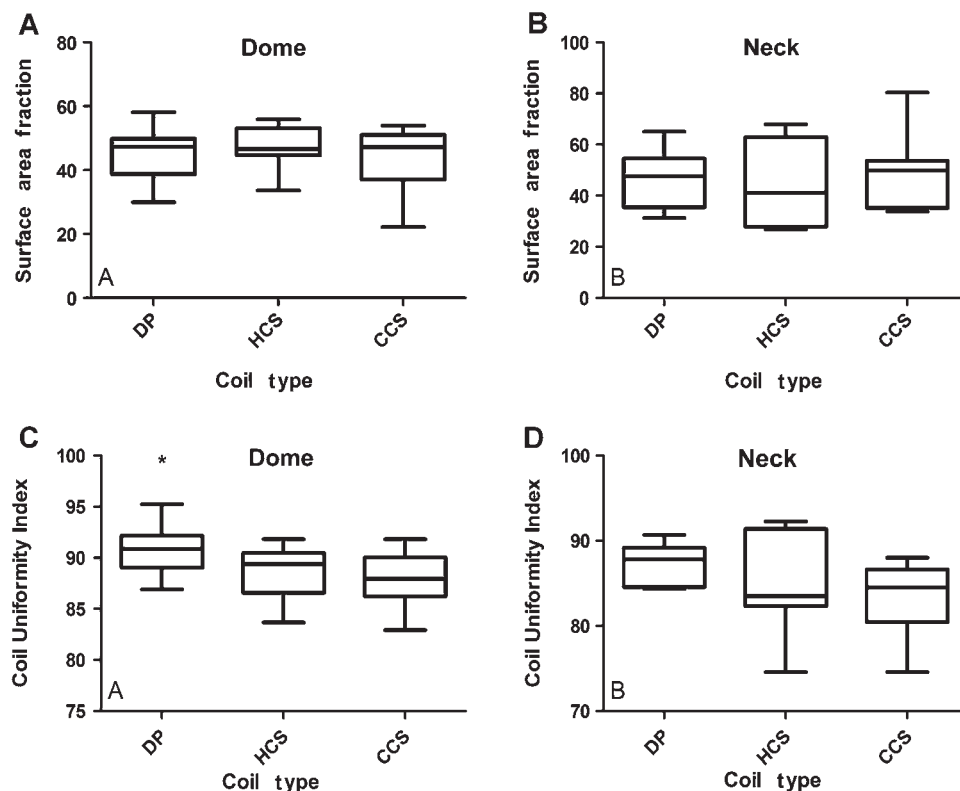 A
Dome
Surface area fraction
80
60
40
20
0
A
DP
HCS
CCS
Coil type
B
Neck
Surface area fraction
100
80
60
40
20
0
B
DP
HCS
CCS
Coil type
C
Dome
Coil Uniformity Index
100
95
90
85
80
75
*
A
DP
HCS
CCS
Coil type
D
Neck
Coil Uniformity Index
100
90
80
70
B
DP
HCS
CCS
Coil type